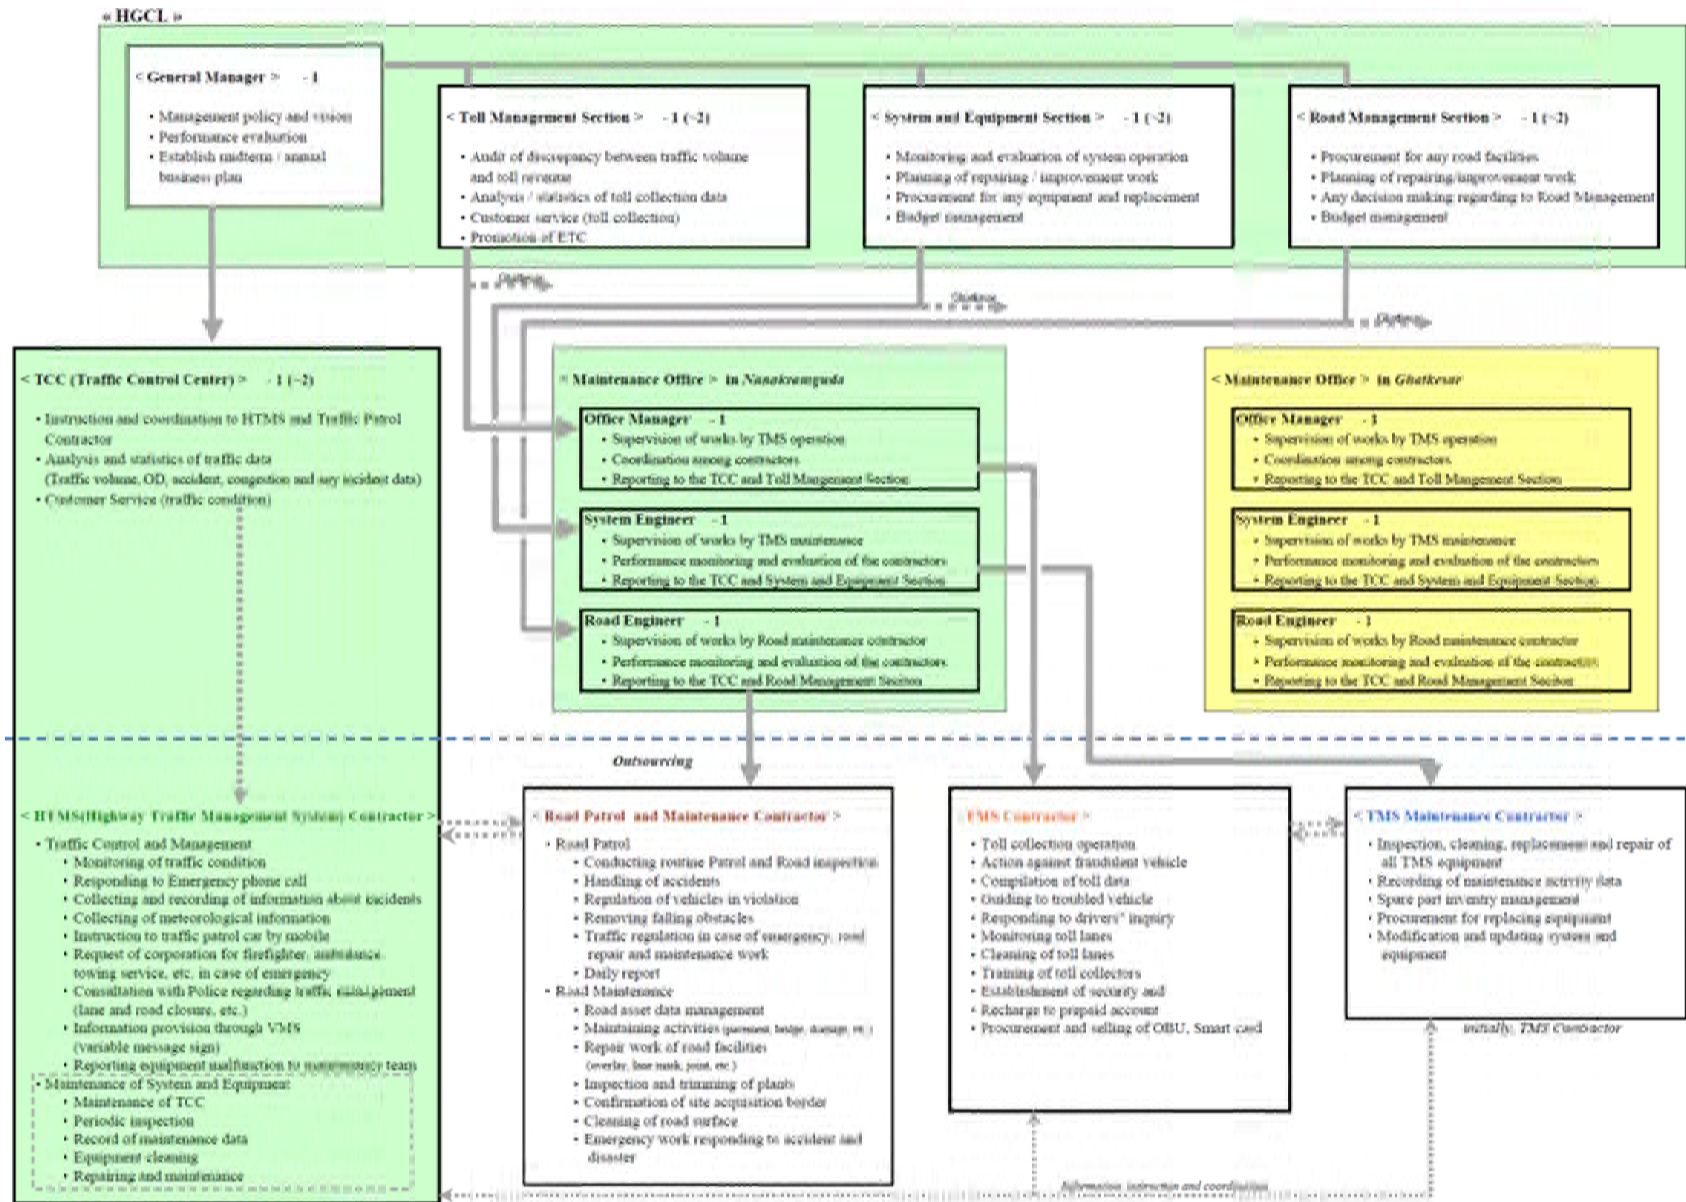 « HGCL »
< General Manager > - 1
• Management policy and vision
• Performance evaluation
• Establish midterm / annual
business plan
< Toll Management Section > - 1 (~2)
• Audit of discrepancy between traffic volume
and toll revenue
• Analysis / statistics of toll collection data
• Customer service (toll collection)
• Promotion of ETC
< System and Equipment Section > - 1 (~2)
• Monitoring and evaluation of system operation
• Planning of repairing / improvement work
• Procurement for any equipment and replacement
• Budget management
< Road Management Section > - 1 (~2)
• Procurement for any road facilities
• Planning of repairing/improvement work
• Any decision making regarding to Road Management
• Budget management
Ghatkesar
Ghatkesar
Ghatkesar
< TCC (Traffic Control Center) > - 1 (~2)
• Instruction and coordination to HTMS and Traffic Patrol
Contractor
• Analysis and statistics of traffic data
(Traffic volume, OD, accident, congestion and any incident data)
• Customer Service (traffic condition)
< Maintenance Office > in Nanakramguda
Office Manager - 1
• Supervision of works by TMS operation
• Coordination among contractors
• Reporting to the TCC and Toll Mangement Section
System Engineer - 1
• Supervision of works by TMS maintenance
• Performance monitoring and evaluation of the contractors
• Reporting to the TCC and System and Equipment Section
Road Engineer - 1
• Supervision of works by Road maintenance contractor
• Performance monitoring and evaluation of the contractors
• Reporting to the TCC and Road Management Seciton
< Maintenance Office > in Ghatkesar
Office Manager - 1
• Supervision of works by TMS operation
• Coordination among contractors
• Reporting to the TCC and Toll Mangement Section
System Engineer - 1
• Supervision of works by TMS maintenance
• Performance monitoring and evaluation of the contractors
• Reporting to the TCC and System and Equipment Section
Road Engineer - 1
• Supervision of works by Road maintenance contractor
• Performance monitoring and evaluation of the contractors
• Reporting to the TCC and Road Management Seciton
Outsourcing
< HTMS(Highway Traffic Management System) Contractor >
• Traffic Control and Management
• Monitoring of traffic condition
• Responding to Emergency phone call
• Collecting and recording of information about incidents
• Collecting of meteorological information
• Instruction to traffic patrol car by mobile
• Request of corporation for firefighter, ambulance,
towing service, etc. in case of emergency
• Consultation with Police regarding traffic management
(lane and road closure, etc.)
• Information provision through VMS
(variable message sign)
• Reporting equipment malfunction to maintenance team
• Maintenance of System and Equipment
• Maintenance of TCC
• Periodic inspection
• Record of maintenance data
• Equipment cleaning
• Repairing and maintenance
< Road Patrol and Maintenance Contractor >
• Road Patrol
• Conducting routine Patrol and Road inspection
• Handling of accidents
• Regulation of vehicles in violation
• Removing falling obstacles
• Traffic regulation in case of emergency, road
repair and maintenance work
• Daily report
• Road Maintenance
• Road asset data management
• Maintaining activities (pavement, bridge, drainage, etc.)
• Repair work of road facilities
(overlay, lane mark, joint, etc.)
• Inspection and trimming of plants
• Confirmation of site acquisition border
• Cleaning of road surface
• Emergency work responding to accident and
disaster
TMS Contractor >
• Toll collection operation
• Action against fraudulent vehicle
• Compilation of toll data
• Guiding to troubled vehicle
• Responding to drivers' inquiry
• Monitoring toll lanes
• Cleaning of toll lanes
• Training of toll collectors
• Establishment of security and
• Recharge to prepaid account
• Procurement and selling of OBU, Smart card
< TMS Maintenance Contractor >
• Inspection, cleaning, replacement and repair of
all TMS equipment
• Recording of maintenance activity data
• Spare part inventry management
• Procurement for replacing equipment
• Modification and updating system and
equipment
initially, TMS Contractor
Information, instruction and coordination